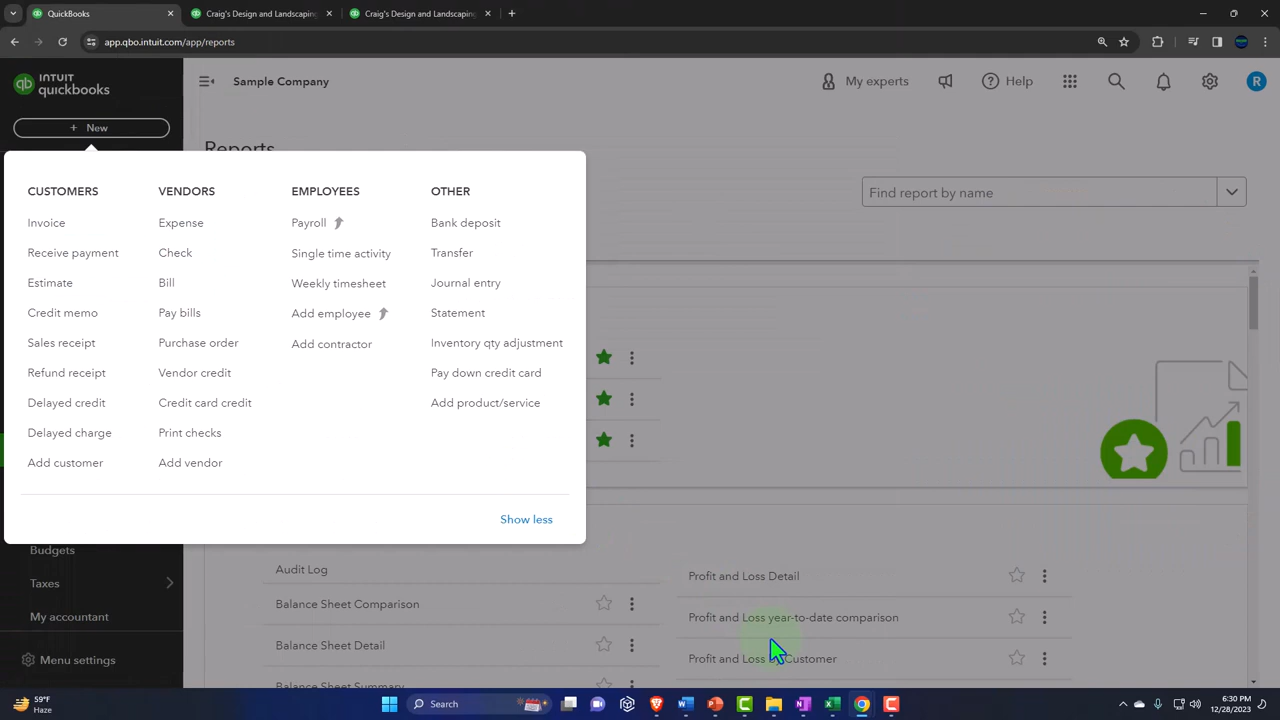 QuickBooks
Craig's Design and Landscaping
Craig's Design and Landscaping
app.qbo.intuit.com/app/reports
INTUIT
quickbooks
Sample Company
My experts
Help
R
+ New
Reports
Find report by name
CUSTOMERS
Invoice
Receive payment
Estimate
Credit memo
Sales receipt
Refund receipt
Delayed credit
Delayed charge
Add customer
VENDORS
Expense
Check
Bill
Pay bills
Purchase order
Vendor credit
Credit card credit
Print checks
Add vendor
EMPLOYEES
Payroll
Single time activity
Weekly timesheet
Add employee
Add contractor
OTHER
Bank deposit
Transfer
Journal entry
Statement
Inventory qty adjustment
Pay down credit card
Add product/service
Show less
Budgets
Taxes
My accountant
Menu settings
Audit Log
Balance Sheet Comparison
Balance Sheet Detail
Balance Sheet Summary
Profit and Loss Detail
Profit and Loss year-to-date comparison
Profit and Loss Customer
59°F
Haze
Search
6:30 PM
12/28/2023